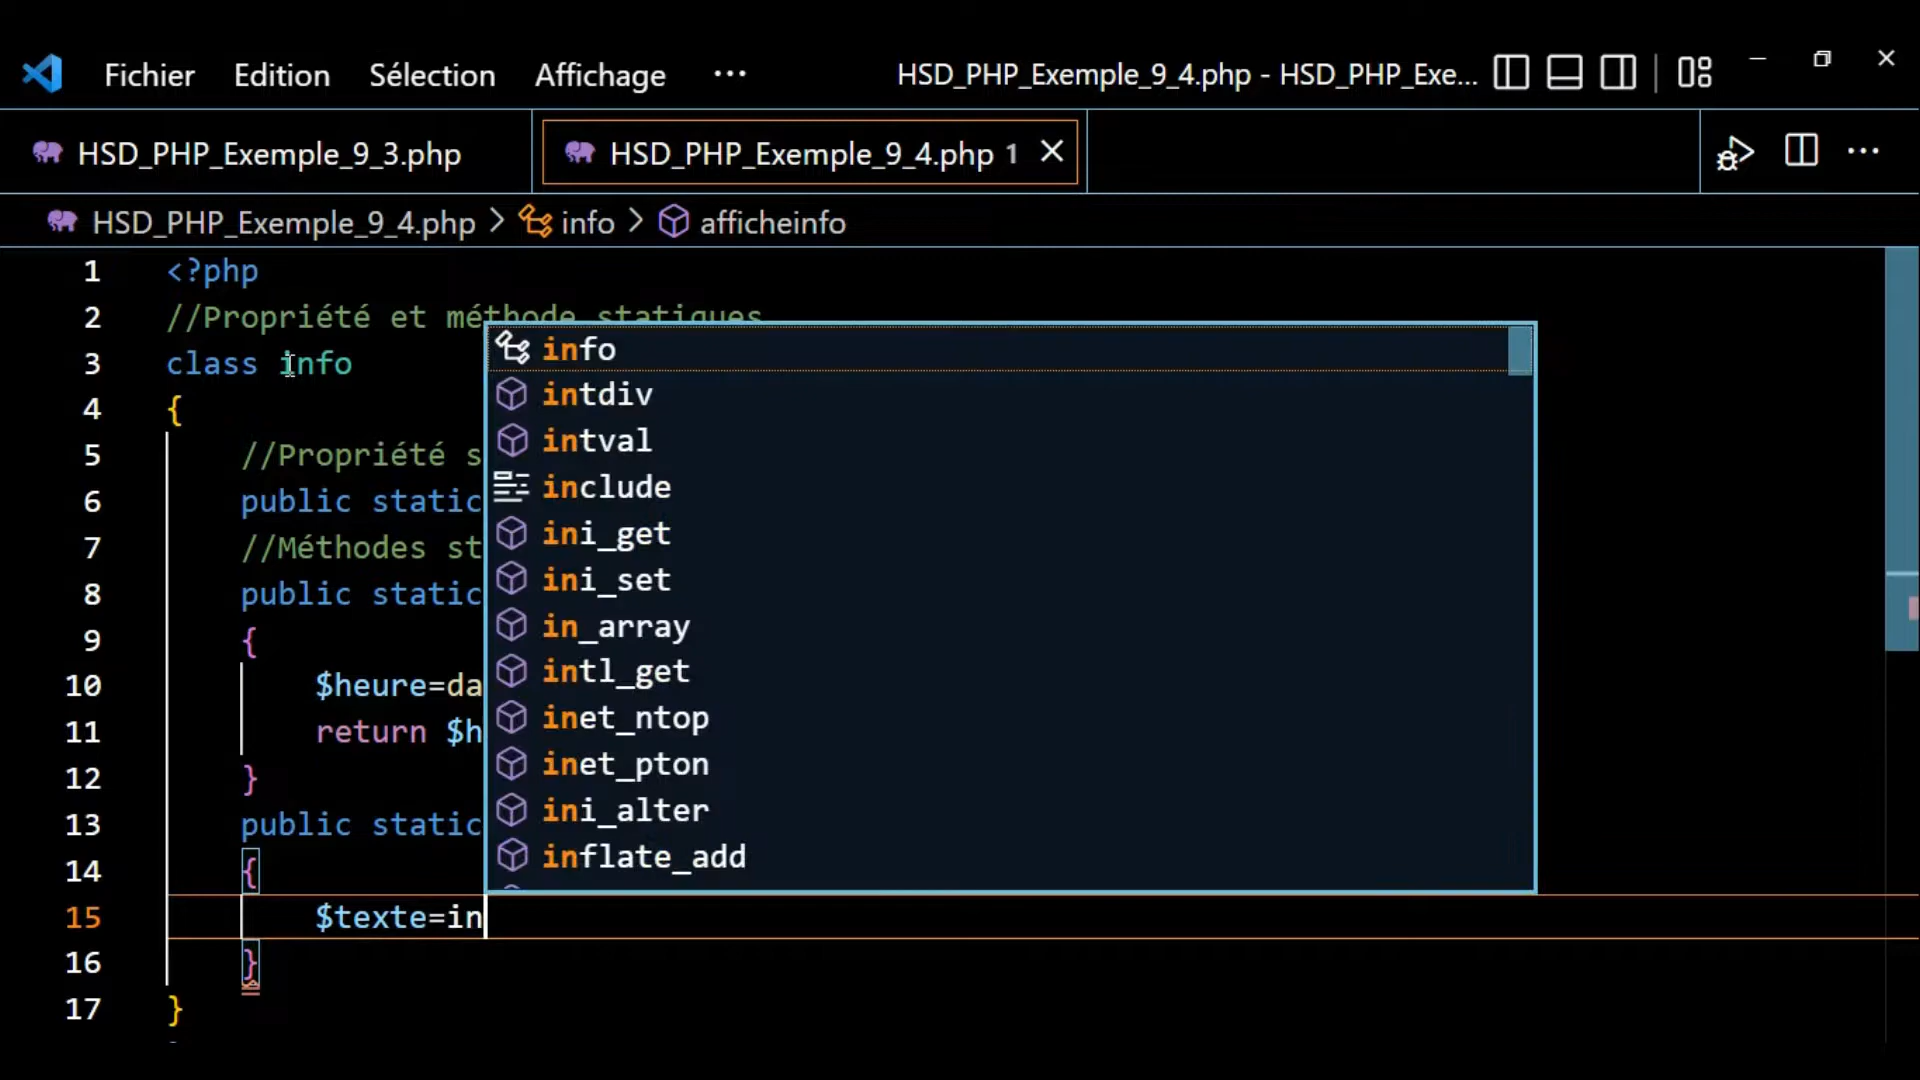 Fichier Edition Sélection Affichage ··· HSD_PHP_Exemple_9_4.php - HSD_PHP_Exe...
HSD_PHP_Exemple_9_3.php HSD_PHP_Exemple_9_4.php 1
HSD_PHP_Exemple_9_4.php > info > afficheinfo
1 <?php
2 //Propriété et méthode statiques
3 class info
4 {
5 //Propriété s
6 public static
7 //Méthodes st
8 public static
9 {
10 $heure=da
11 return $h
12 }
13 public static
14 {
15 $texte=in
16 }
17 }
info
intdiv
intval
include
ini_get
ini_set
in_array
intl_get
inet_ntop
inet_pton
ini_alter
inflate_add